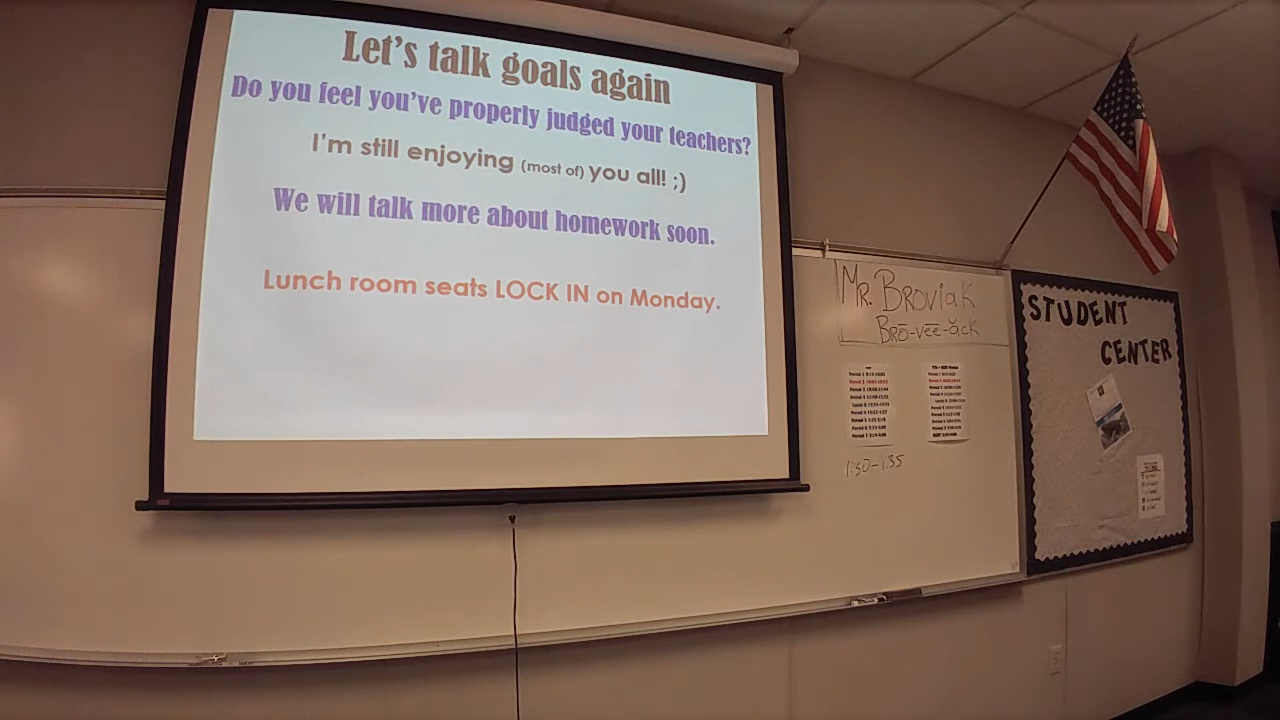 Let's talk goals again
Do you feel you've properly judged your teachers?
I'm still enjoying (most of) you all! ;)
We will talk more about homework soon.
Lunch room seats LOCK IN on Monday.
MR. BROVIAK
BRŌ-vēē-ăck
1:30-1:35
STUDENT
CENTER